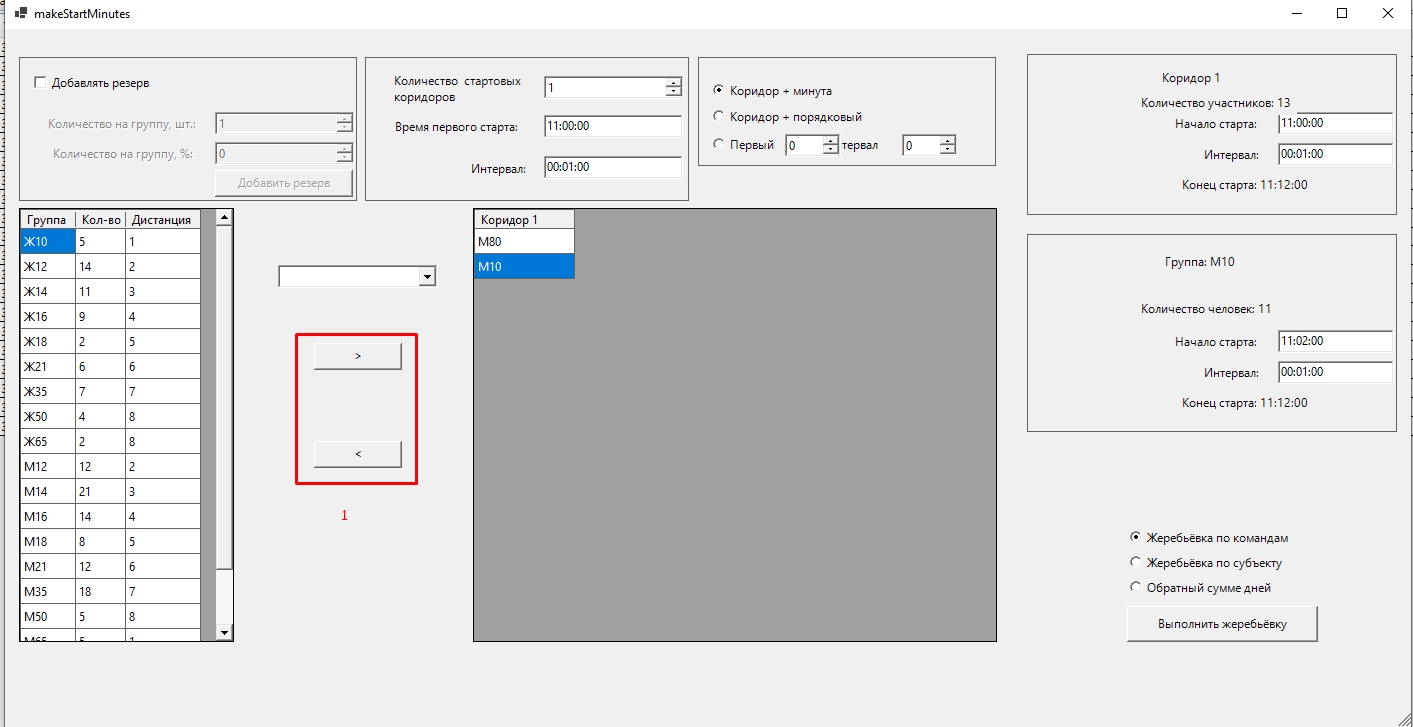 makeStartMinutes
Добавлять резерв
Количество на группу, шт.: 1
Количество на группу, %: 0
Добавить резерв
Количество стартовых
коридоров
1
Время первого старта: 11:00:00
Интервал: 00:01:00
Коридор + минута
Коридор + порядковый
Первый 0 тервал 0
Коридор 1
Количество участников: 13
Начало старта: 11:00:00
Интервал: 00:01:00
Конец старта: 11:12:00
Группа Кол-во Дистанция
Ж10 5 1
Ж12 14 2
Ж14 11 3
Ж16 9 4
Ж18 2 5
Ж21 6 6
Ж35 7 7
Ж50 4 8
Ж65 2 8
М12 12 2
М14 21 3
М16 14 4
М18 8 5
М21 12 6
М35 18 7
М50 5 8
М65 5 1
>
<
1
Коридор 1
М80
М10
Группа: М10
Количество человек: 11
Начало старта: 11:02:00
Интервал: 00:01:00
Конец старта: 11:12:00
Жеребьёвка по командам
Жеребьёвка по субъекту
Обратный сумме дней
Выполнить жеребьёвку